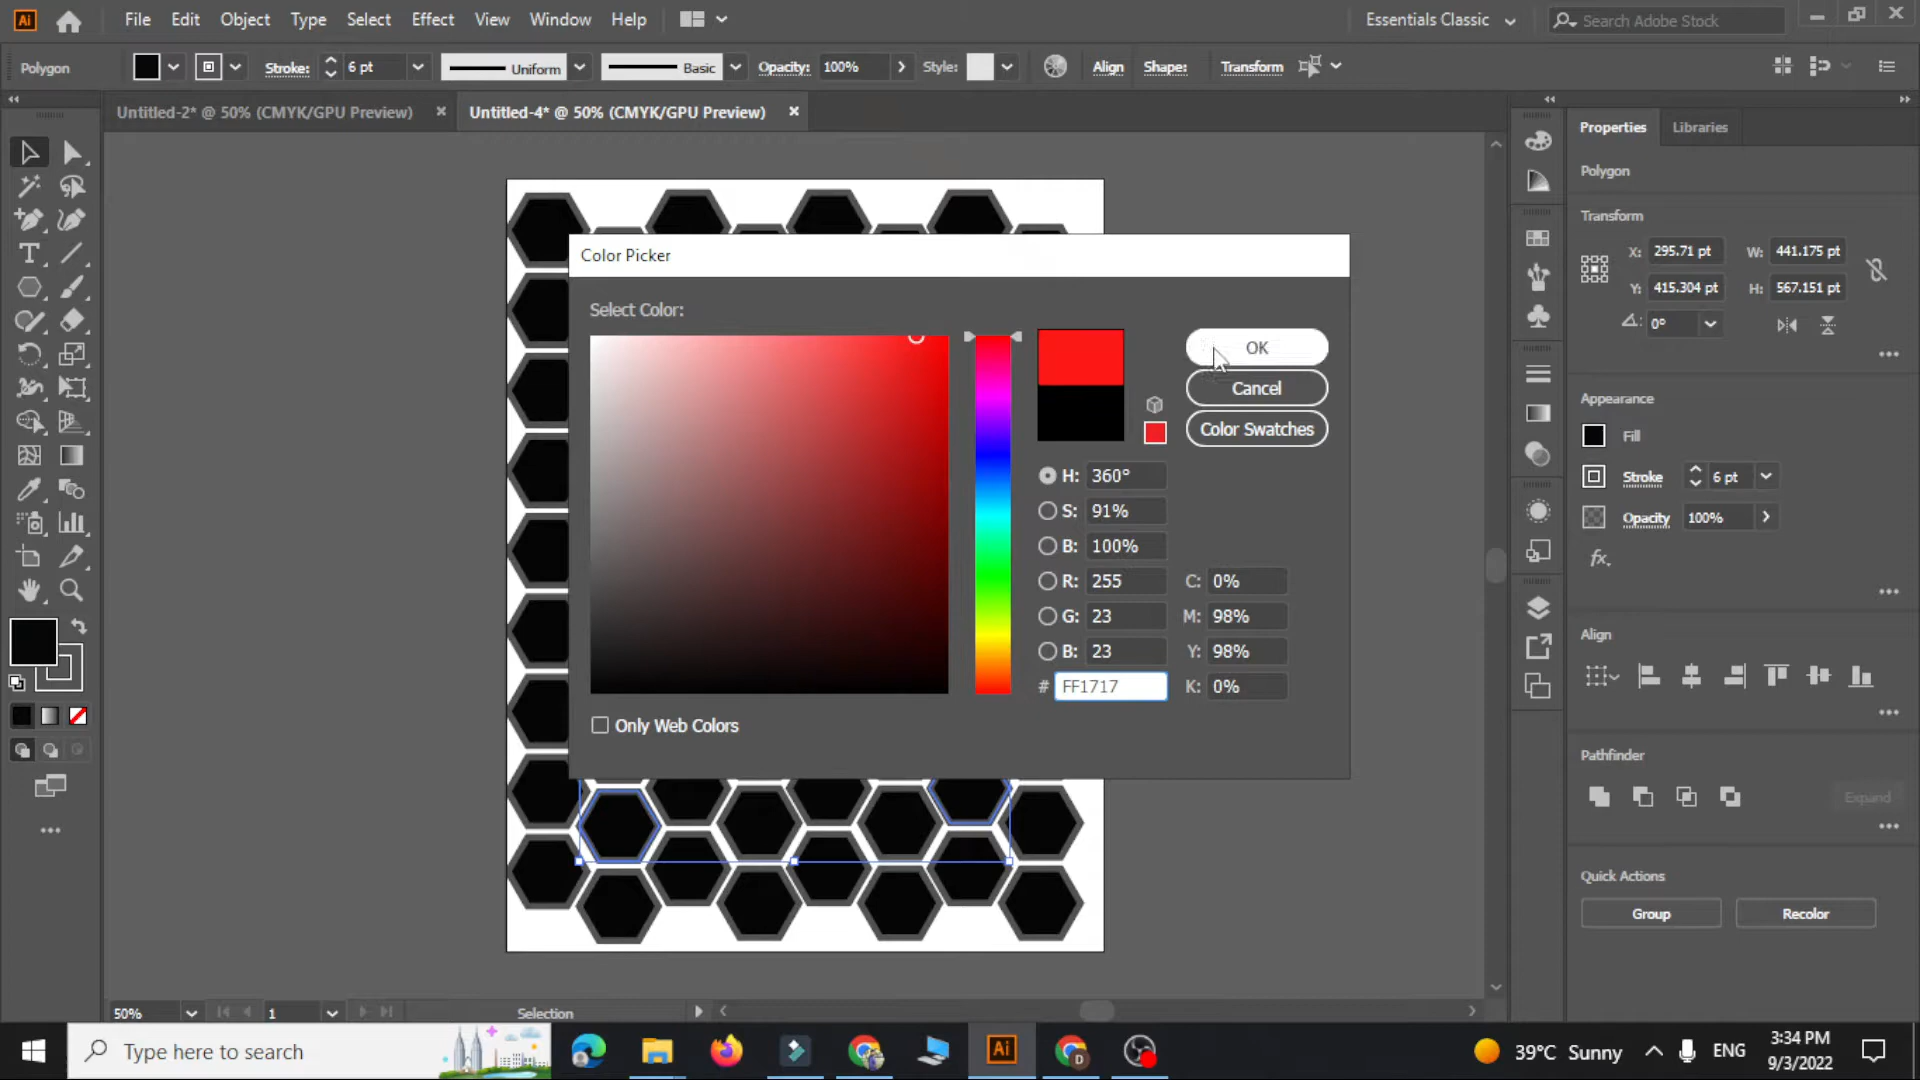 Ai File Edit Object Type Select Effect View Window Help Essentials Classic Search Adobe Stock
Polygon Stroke: 6 pt Uniform Basic Opacity: 100% Style: Align Shape: Transform
Untitled-2* @ 50% (CMYK/GPU Preview) Untitled-4* @ 50% (CMYK/GPU Preview)
Properties Libraries
Polygon
Transform
X: 295.71 pt W: 441.175 pt
Y: 415.304 pt H: 567.151 pt
0°
Appearance
Fill
Stroke 6 pt
Opacity 100%
fx.
Align
Pathfinder
Expand
Quick Actions
Group Recolor
Color Picker
Select Color:
OK
Cancel
Color Swatches
H: 360°
S: 91%
B: 100%
R: 255 C: 0%
G: 23 M: 98%
B: 23 Y: 98%
# FF1717 K: 0%
Only Web Colors
50% 1 Selection
Type here to search
Ai
D
39°C Sunny
ENG
3:34 PM
9/3/2022